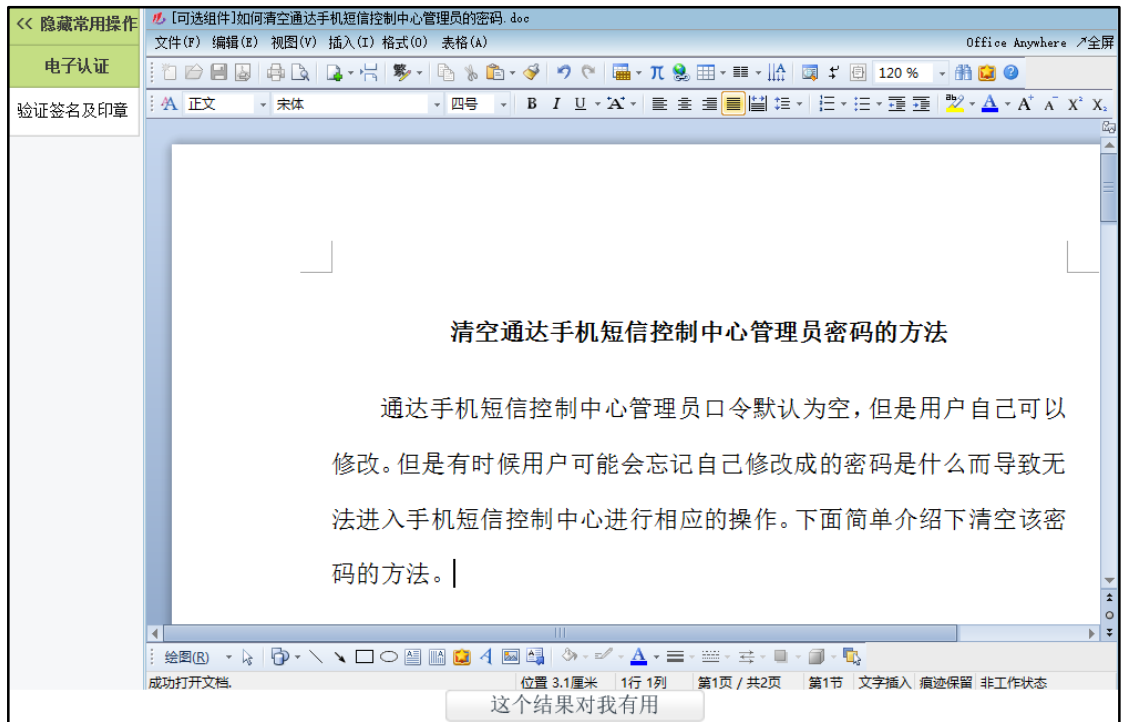 << 隐藏常用操作
电子认证
验证签名及印章
[可选组件]如何清空通达手机短信控制中心管理员的密码.doc
文件(F) 编辑(E) 视图(V) 插入(I) 格式(O) 表格(A)
Office Anywhere ↗全屏
繁 π 120 %
正文 宋体 四号 B I U A A A⁺ A⁻ X² X₂
清空通达手机短信控制中心管理员密码的方法
通达手机短信控制中心管理员口令默认为空,但是用户自己可以
修改。但是有时候用户可能会忘记自己修改成的密码是什么而导致无
法进入手机短信控制中心进行相应的操作。下面简单介绍下清空该密
码的方法。
绘图(R)
成功打开文档. 位置 3.1厘米 1行 1列 第1页 / 共2页 第1节 文字插入 痕迹保留 非工作状态
这个结果对我有用